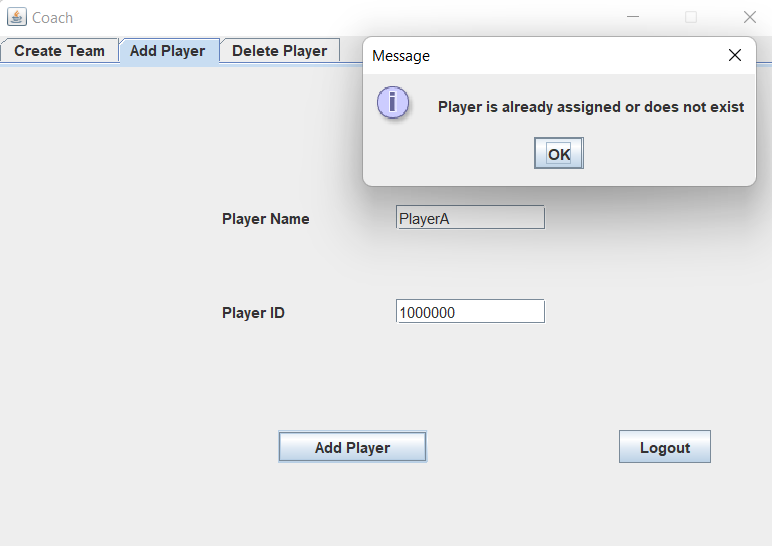 Coach
Create Team Add Player Delete Player
Message
i
Player is already assigned or does not exist
OK
Player Name PlayerA
Player ID 1000000
Add Player Logout